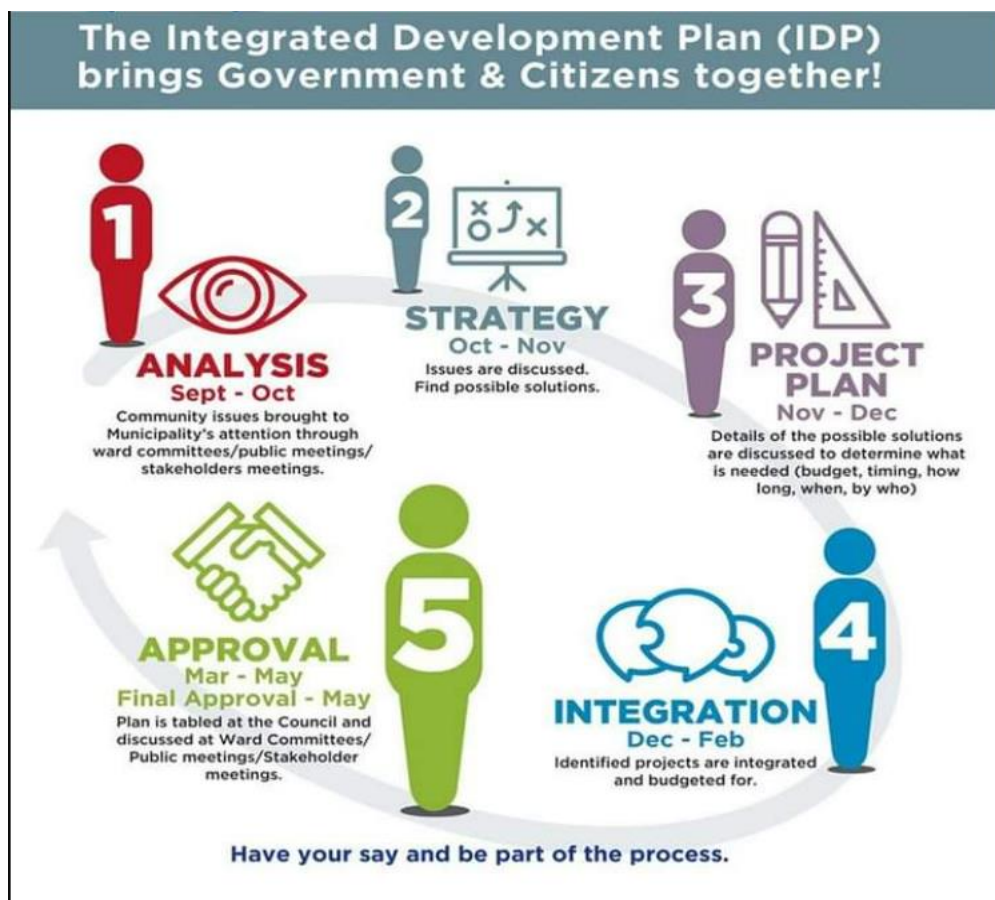 The Integrated Development Plan (IDP)
brings Government & Citizens together!
1
ANALYSIS
Sept - Oct
Community issues brought to
Municipality's attention through
ward committees/public meetings/
stakeholders meetings.
2
STRATEGY
Oct - Nov
Issues are discussed.
Find possible solutions.
3
PROJECT
PLAN
Nov - Dec
Details of the possible solutions
are discussed to determine what
is needed (budget, timing, how
long, when, by who)
4
INTEGRATION
Dec - Feb
Identified projects are integrated
and budgeted for.
5
APPROVAL
Mar - May
Final Approval - May
Plan is tabled at the Council and
discussed at Ward Committees/
Public meetings/Stakeholder
meetings.
Have your say and be part of the process.